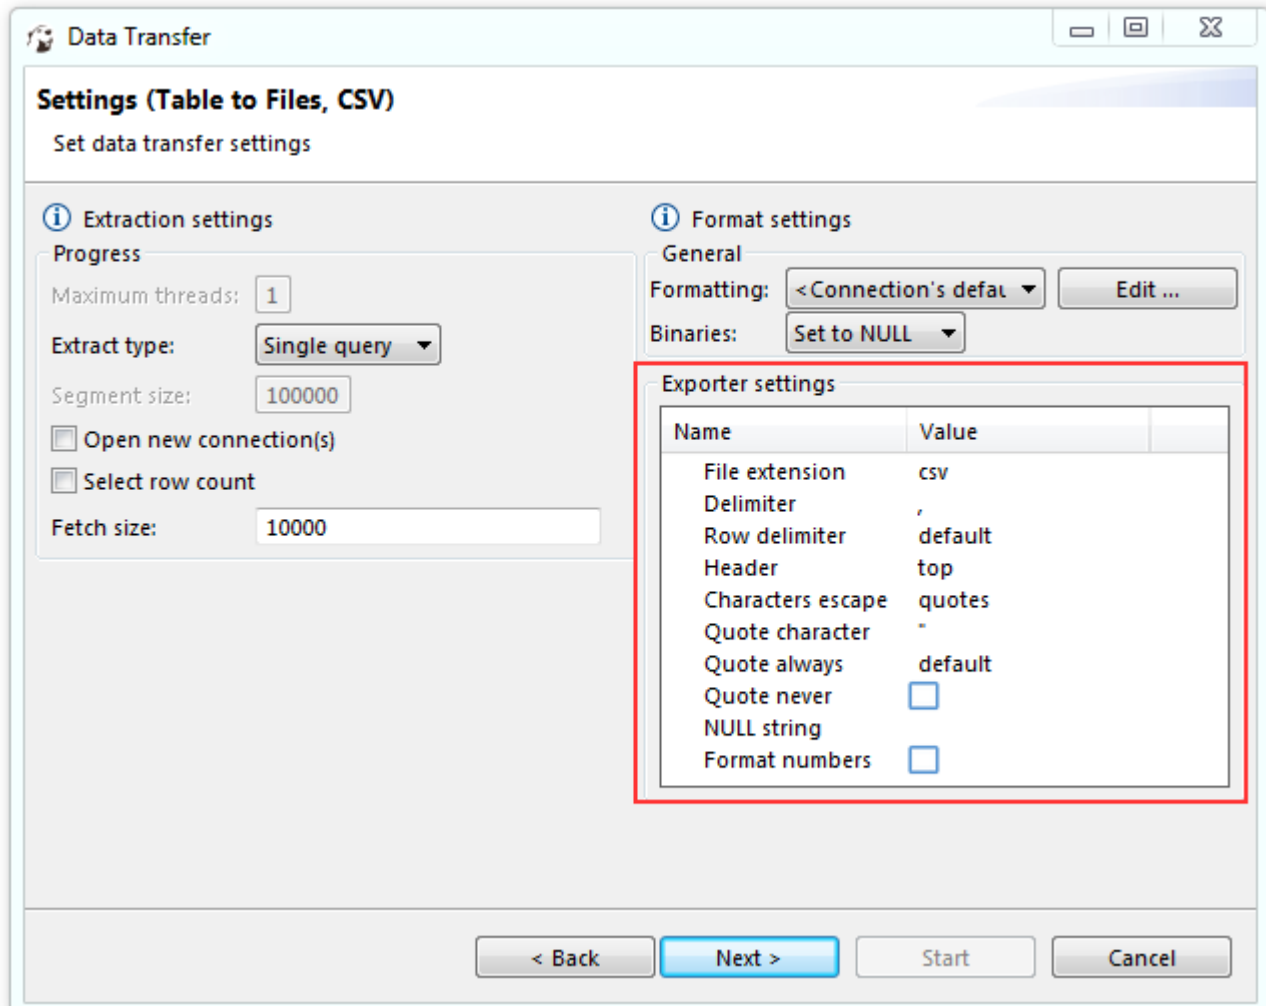 Data Transfer
Settings (Table to Files, CSV)
Set data transfer settings
Extraction settings
Progress
Maximum threads: 1
Extract type: Single query
Segment size: 100000
Open new connection(s)
Select row count
Fetch size: 10000
Format settings
General
Formatting: <Connection's defau Edit ...
Binaries: Set to NULL
Exporter settings
Name Value
File extension csv
Delimiter ,
Row delimiter default
Header top
Characters escape quotes
Quote character "
Quote always default
Quote never
NULL string
Format numbers
< Back Next > Start Cancel